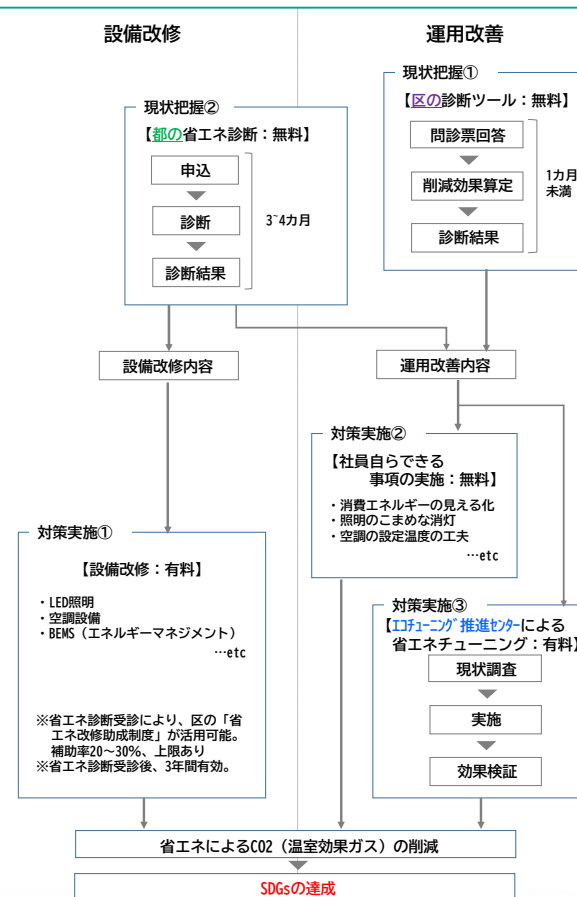 設備改修
運用改善
現状把握①
【区の診断ツール：無料】
問診票回答
削減効果算定
診断結果
1カ月
未満
現状把握②
【都の省エネ診断：無料】
申込
診断
診断結果
3~4カ月
設備改修内容
運用改善内容
対策実施②
【社員自らできる
事項の実施：無料】
・消費エネルギーの見える化
・照明のこまめな消灯
・空調の設定温度の工夫
…etc
対策実施①
【設備改修：有料】
・LED照明
・空調設備
・BEMS（エネルギーマネジメント）
…etc
※省エネ診断受診により、区の「省
エネ改修助成制度」が活用可能。
補助率20～30%、上限あり
※省エネ診断受診後、3年間有効。
対策実施③
【ｴｺﾁｭｰﾆﾝｸﾞ推進ｾﾝﾀｰによる
省エネチューニング：有料】
現状調査
実施
効果検証
省エネによるCO2（温室効果ガス）の削減
SDGsの達成